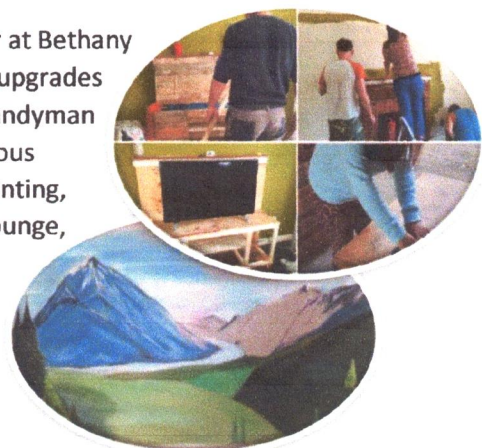 at Bethany
upgrades
ndyman
ous
nting,
ounge,